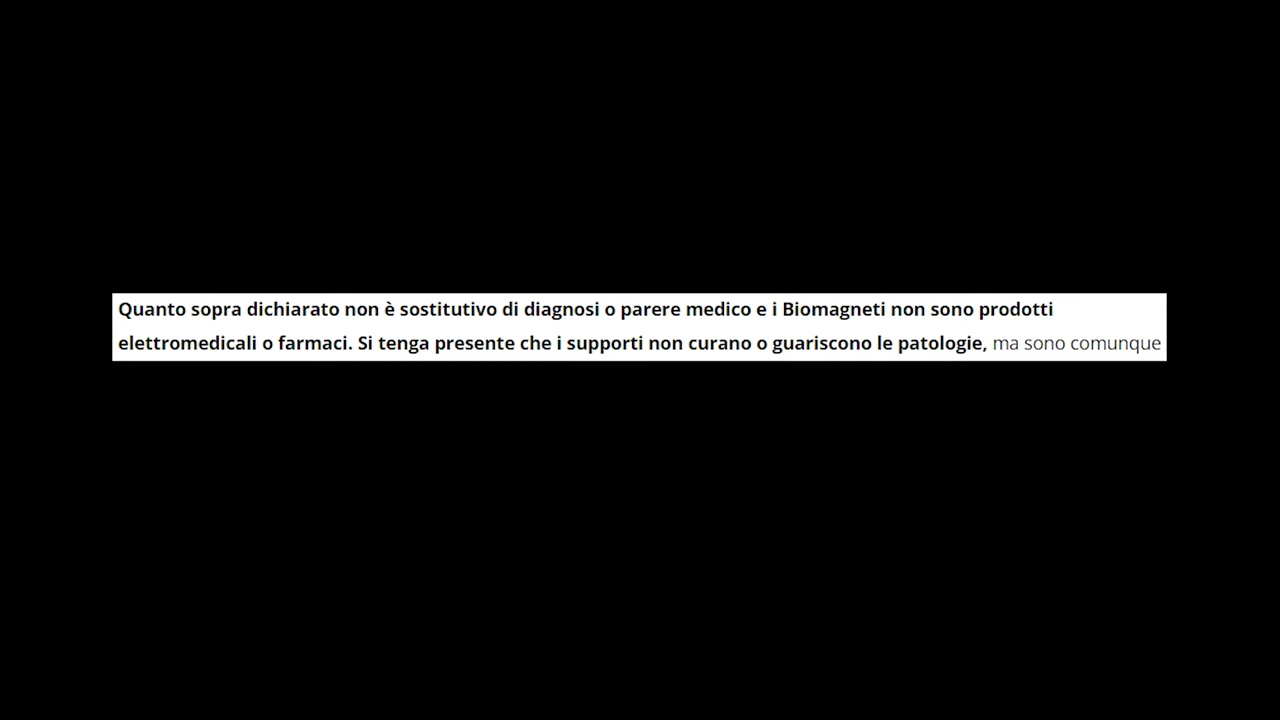 Quanto sopra dichiarato non è sostitutivo di diagnosi o parere medico e i Biomagneti non sono prodotti
elettromedicali o farmaci. Si tenga presente che i supporti non curano o guariscono le patologie, ma sono comunque